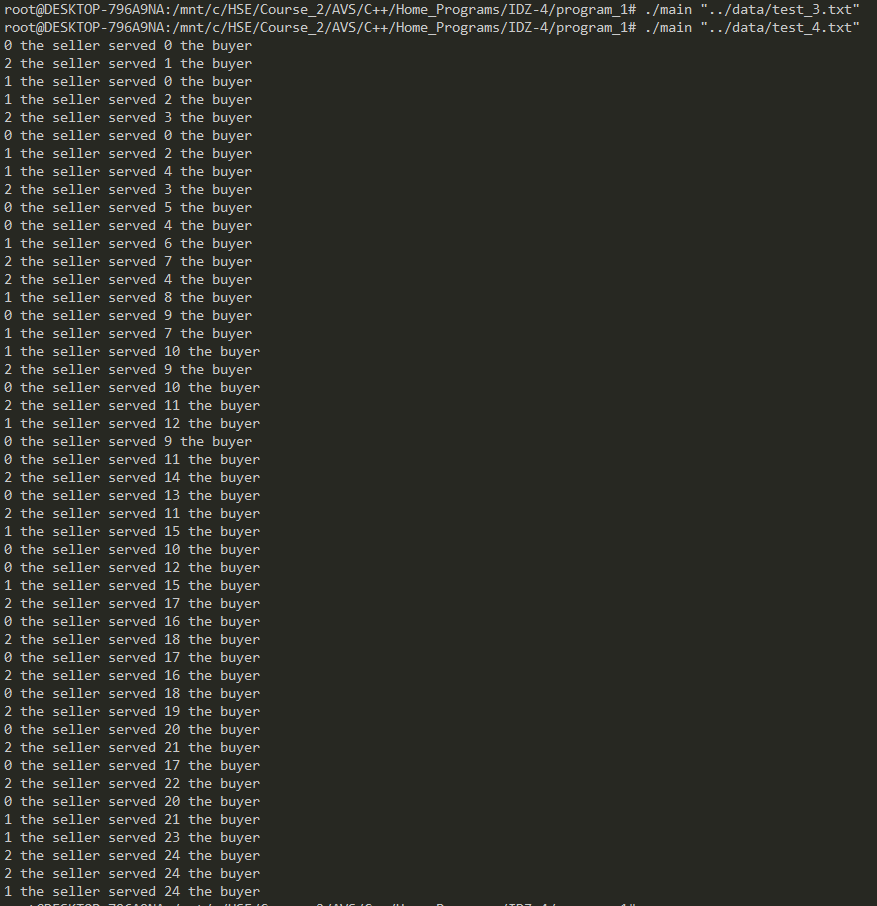 root@DESKTOP-796A9NA:/mnt/c/HSE/Course_2/AVS/C++/Home_Programs/IDZ-4/program_1# ./main "../data/test_3.txt"
root@DESKTOP-796A9NA:/mnt/c/HSE/Course_2/AVS/C++/Home_Programs/IDZ-4/program_1# ./main "../data/test_4.txt"
0 the seller served 0 the buyer
2 the seller served 1 the buyer
1 the seller served 0 the buyer
1 the seller served 2 the buyer
2 the seller served 3 the buyer
0 the seller served 0 the buyer
1 the seller served 2 the buyer
1 the seller served 4 the buyer
2 the seller served 3 the buyer
0 the seller served 5 the buyer
0 the seller served 4 the buyer
1 the seller served 6 the buyer
2 the seller served 7 the buyer
2 the seller served 4 the buyer
1 the seller served 8 the buyer
0 the seller served 9 the buyer
1 the seller served 7 the buyer
1 the seller served 10 the buyer
2 the seller served 9 the buyer
0 the seller served 10 the buyer
2 the seller served 11 the buyer
1 the seller served 12 the buyer
0 the seller served 9 the buyer
0 the seller served 11 the buyer
2 the seller served 14 the buyer
0 the seller served 13 the buyer
2 the seller served 11 the buyer
1 the seller served 15 the buyer
0 the seller served 10 the buyer
0 the seller served 12 the buyer
1 the seller served 15 the buyer
2 the seller served 17 the buyer
0 the seller served 16 the buyer
2 the seller served 18 the buyer
0 the seller served 17 the buyer
2 the seller served 16 the buyer
0 the seller served 18 the buyer
2 the seller served 19 the buyer
0 the seller served 20 the buyer
2 the seller served 21 the buyer
0 the seller served 17 the buyer
2 the seller served 22 the buyer
0 the seller served 20 the buyer
1 the seller served 21 the buyer
1 the seller served 23 the buyer
2 the seller served 24 the buyer
2 the seller served 24 the buyer
1 the seller served 24 the buyer